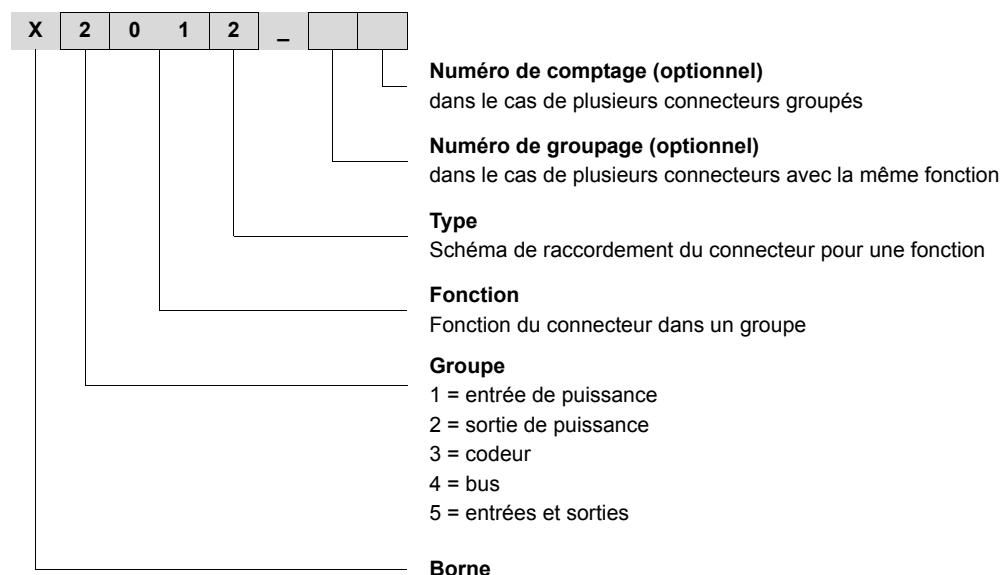 X 2 0 1 2 _
Numéro de comptage (optionnel)
dans le cas de plusieurs connecteurs groupés
Numéro de groupage (optionnel)
dans le cas de plusieurs connecteurs avec la même fonction
Type
Schéma de raccordement du connecteur pour une fonction
Fonction
Fonction du connecteur dans un groupe
Groupe
1 = entrée de puissance
2 = sortie de puissance
3 = codeur
4 = bus
5 = entrées et sorties
Borne